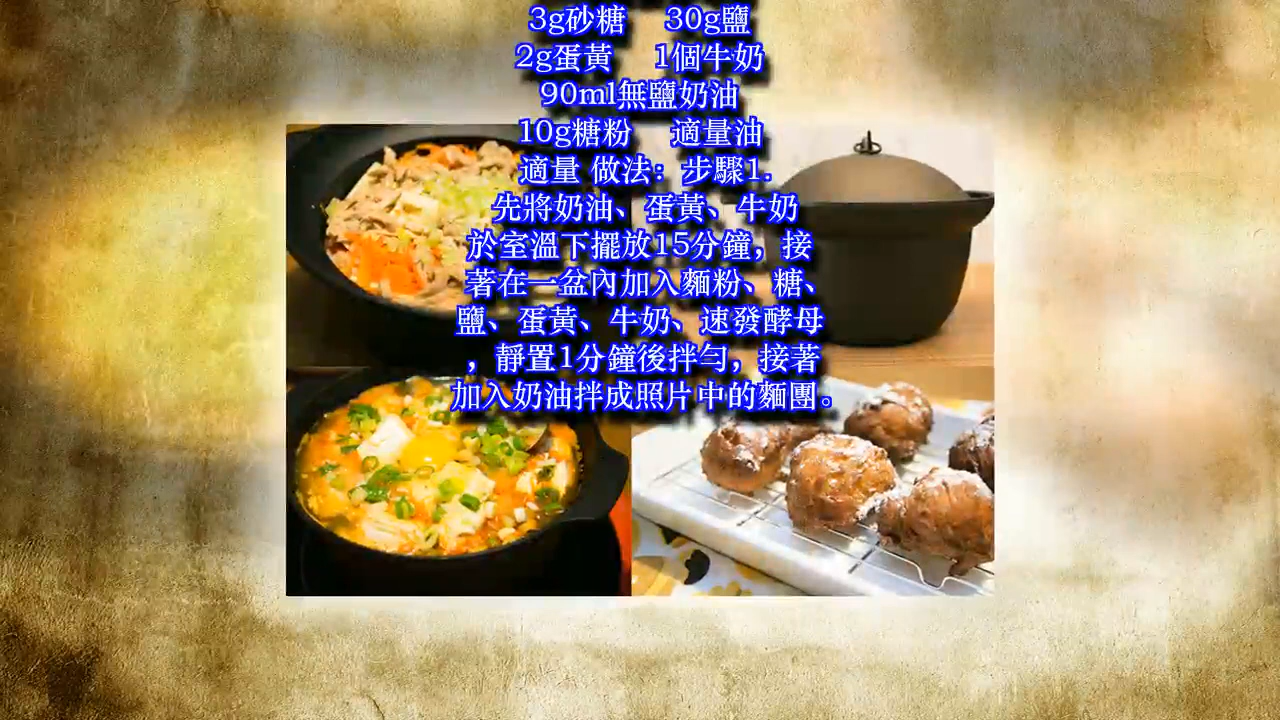 3g砂糖 30g鹽
2g蛋黃 1個牛奶
90ml無鹽奶油
10g糖粉 適量油
適量 做法：步驟1.
先將奶油、蛋黃、牛奶
於室溫下擺放15分鐘，接
著在一盆內加入麵粉、糖、
鹽、蛋黃、牛奶、速發酵母
，靜置1分鐘後拌勻，接著
加入奶油拌成照片中的麵團。